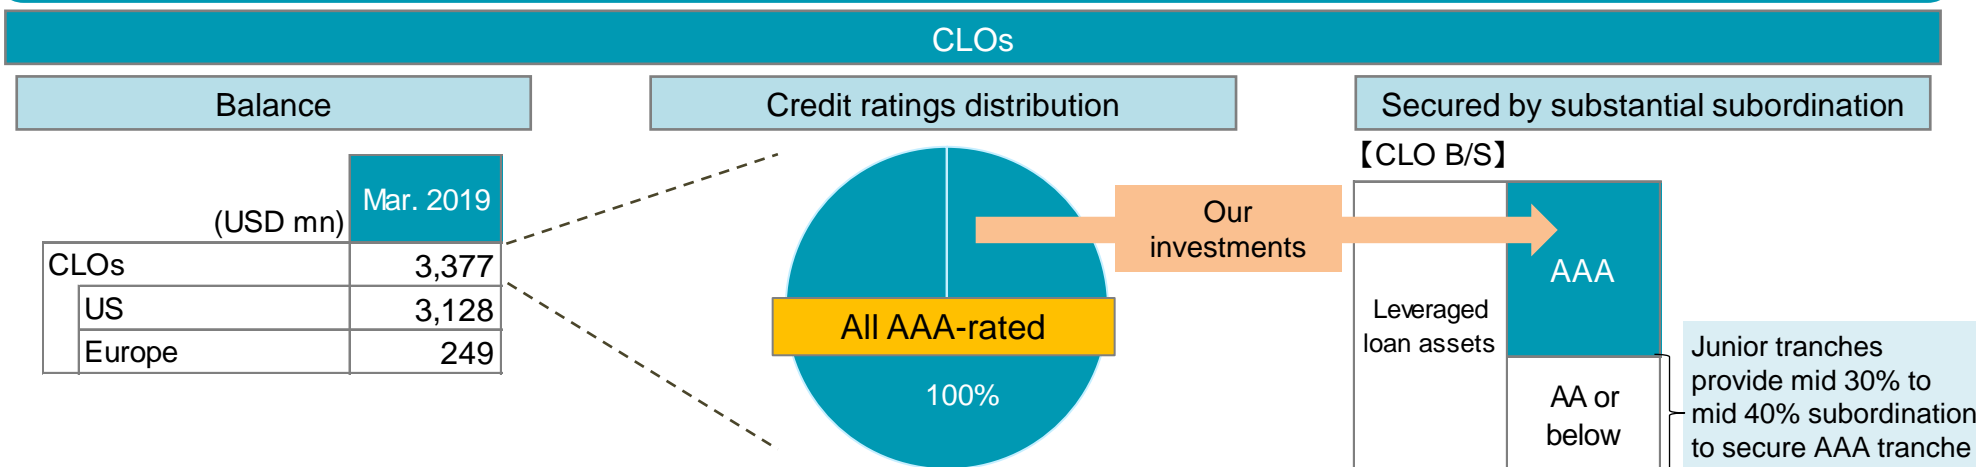 CLOs
Balance
(USD mn)
Mar. 2019
CLOs 3,377
US 3,128
Europe 249
Credit ratings distribution
All AAA-rated
100%
Our
investments
Secured by substantial subordination
【CLO B/S】
Leveraged
loan assets
AAA
AA or
below
Junior tranches
provide mid 30% to
mid 40% subordination
to secure AAA tranche